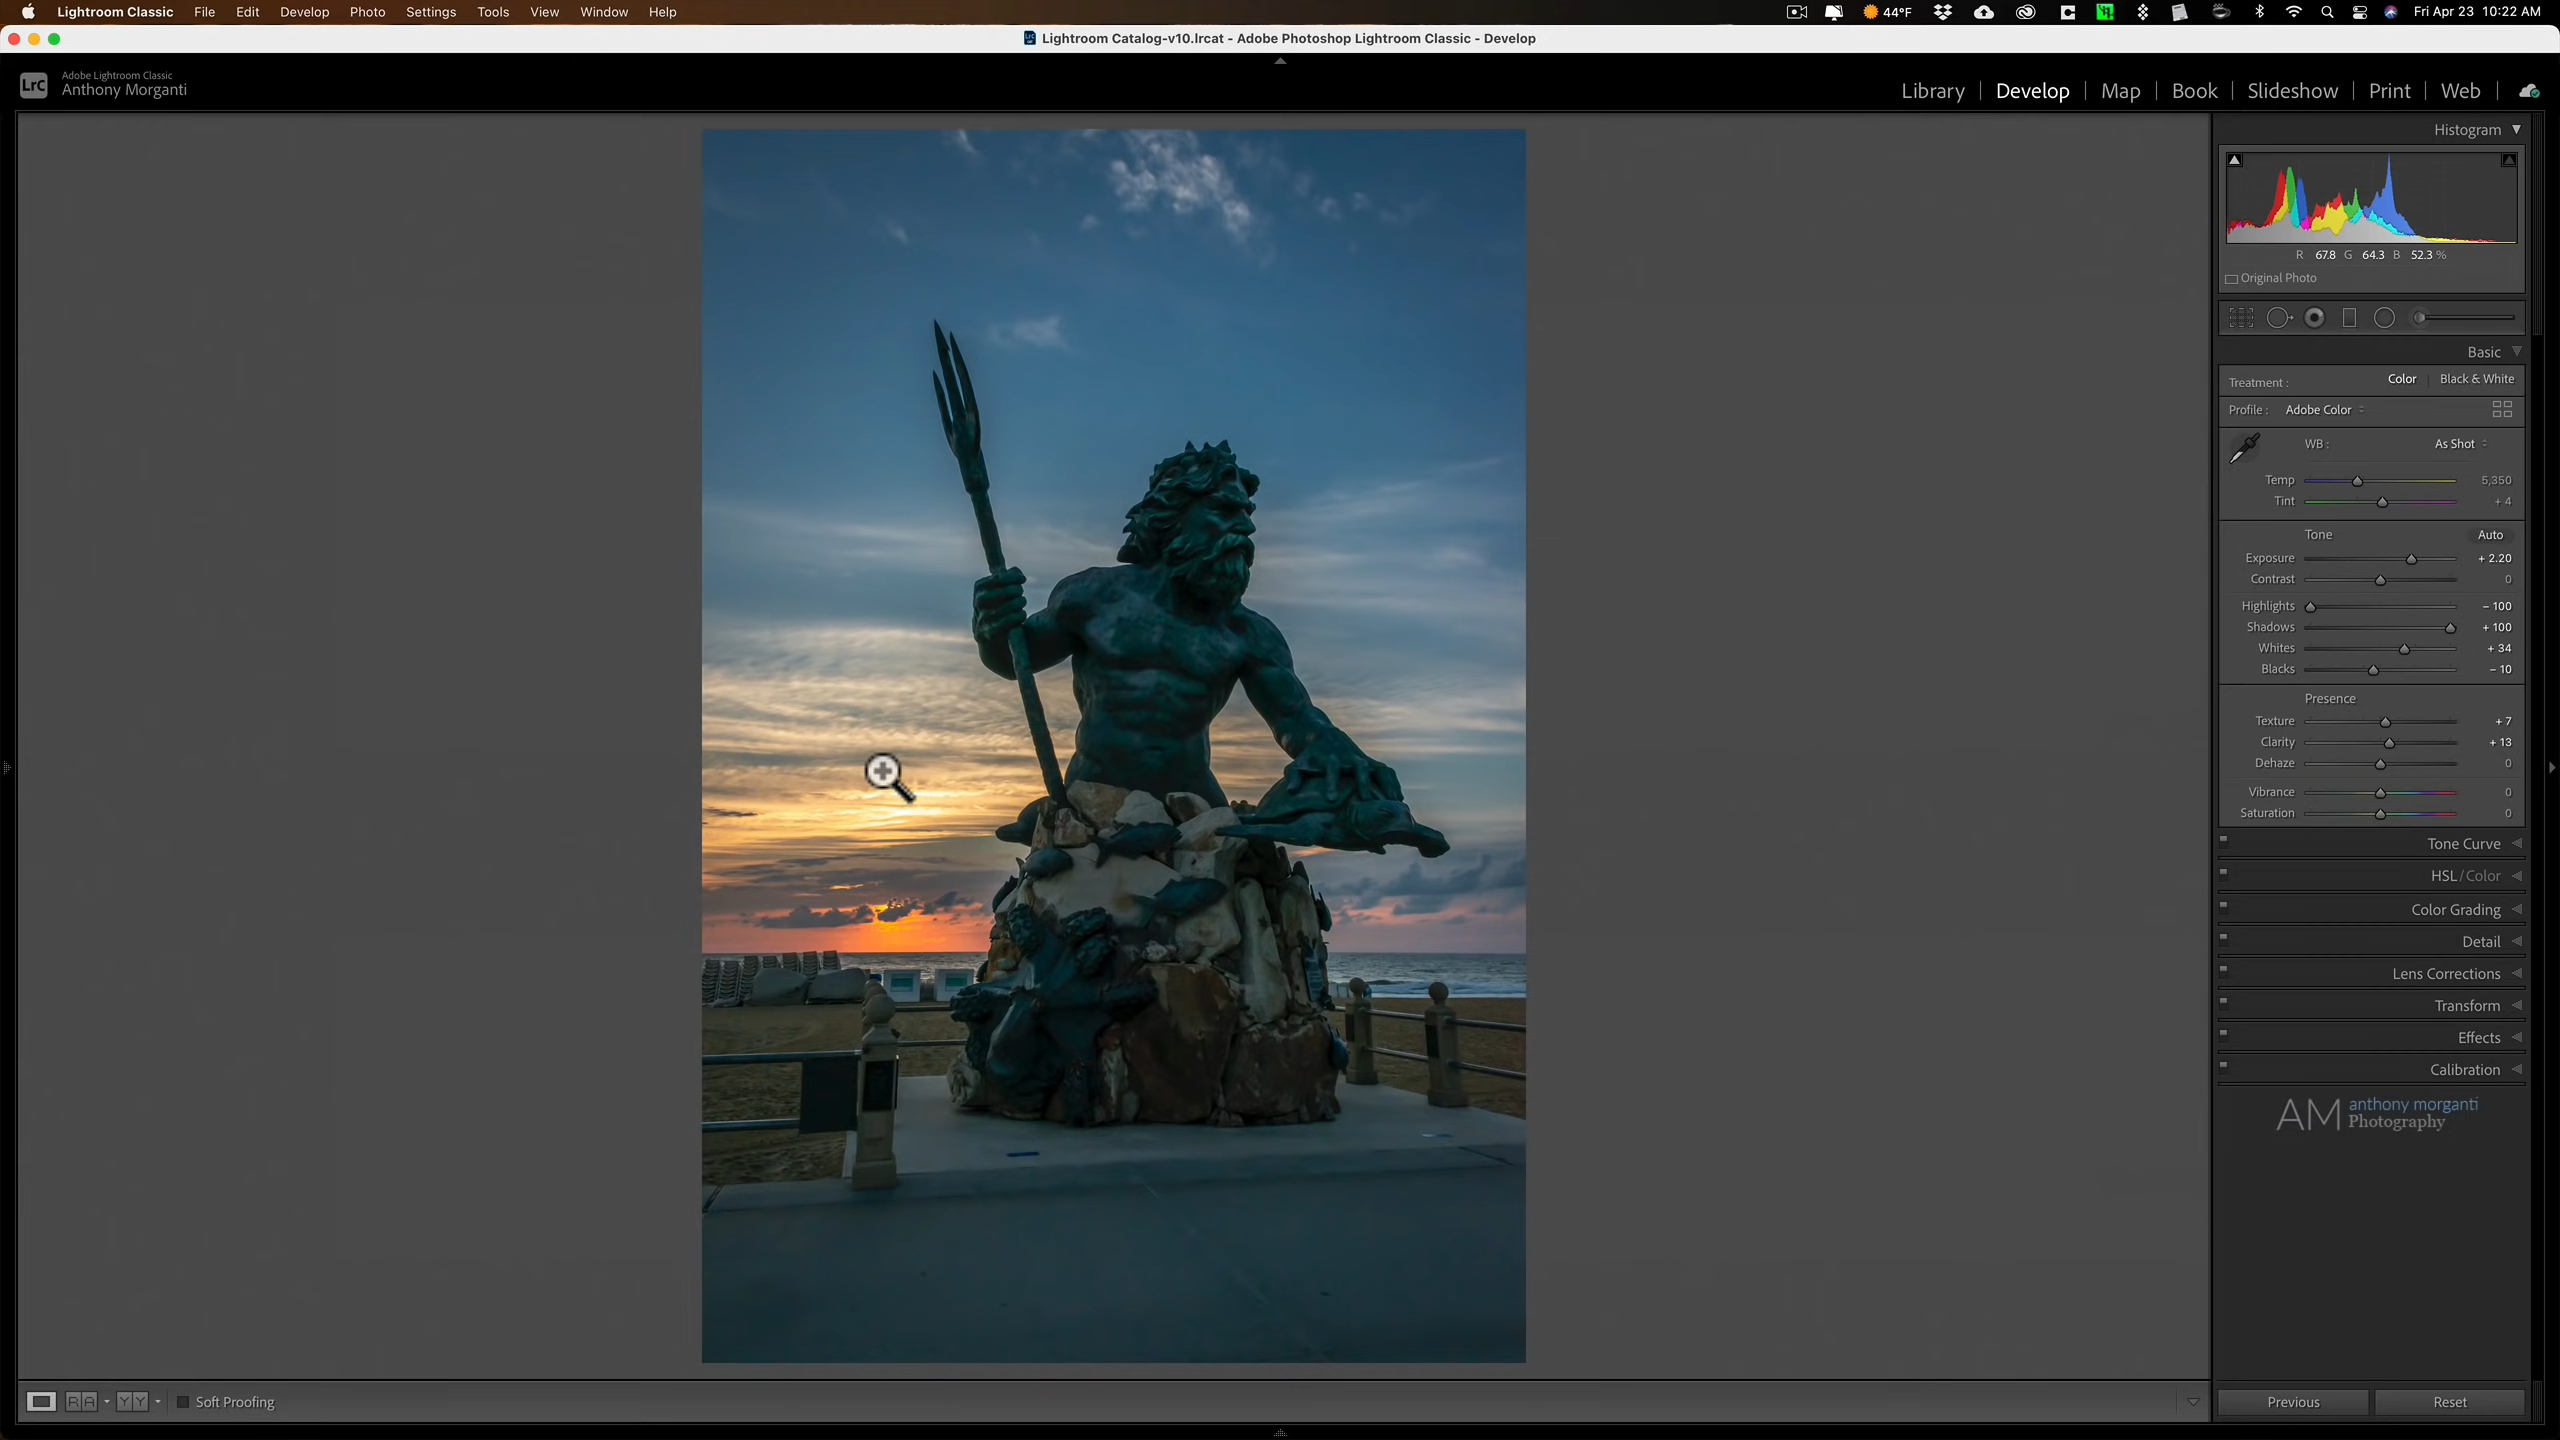 Lightroom Classic File Edit Develop Photo Settings Tools View Window Help 44°F Fri Apr 23 10:22 AM
Lightroom Catalog-v10.lrcat - Adobe Photoshop Lightroom Classic - Develop
LrC Adobe Lightroom Classic
Anthony Morganti
Library | Develop | Map | Book | Slideshow | Print | Web
Histogram
R 67.8 G 64.3 B 52.3 %
Original Photo
Basic
Treatment : Color | Black & White
Profile : Adobe Color
WB : As Shot
Temp 5,350
Tint + 4
Tone Auto
Exposure + 2.20
Contrast 0
Highlights – 100
Shadows + 100
Whites + 34
Blacks – 10
Presence
Texture + 7
Clarity + 13
Dehaze 0
Vibrance 0
Saturation 0
Tone Curve
HSL / Color
Color Grading
Detail
Lens Corrections
Transform
Effects
Calibration
AM anthony morganti
Photography
R A Y Y Soft Proofing
Previous Reset